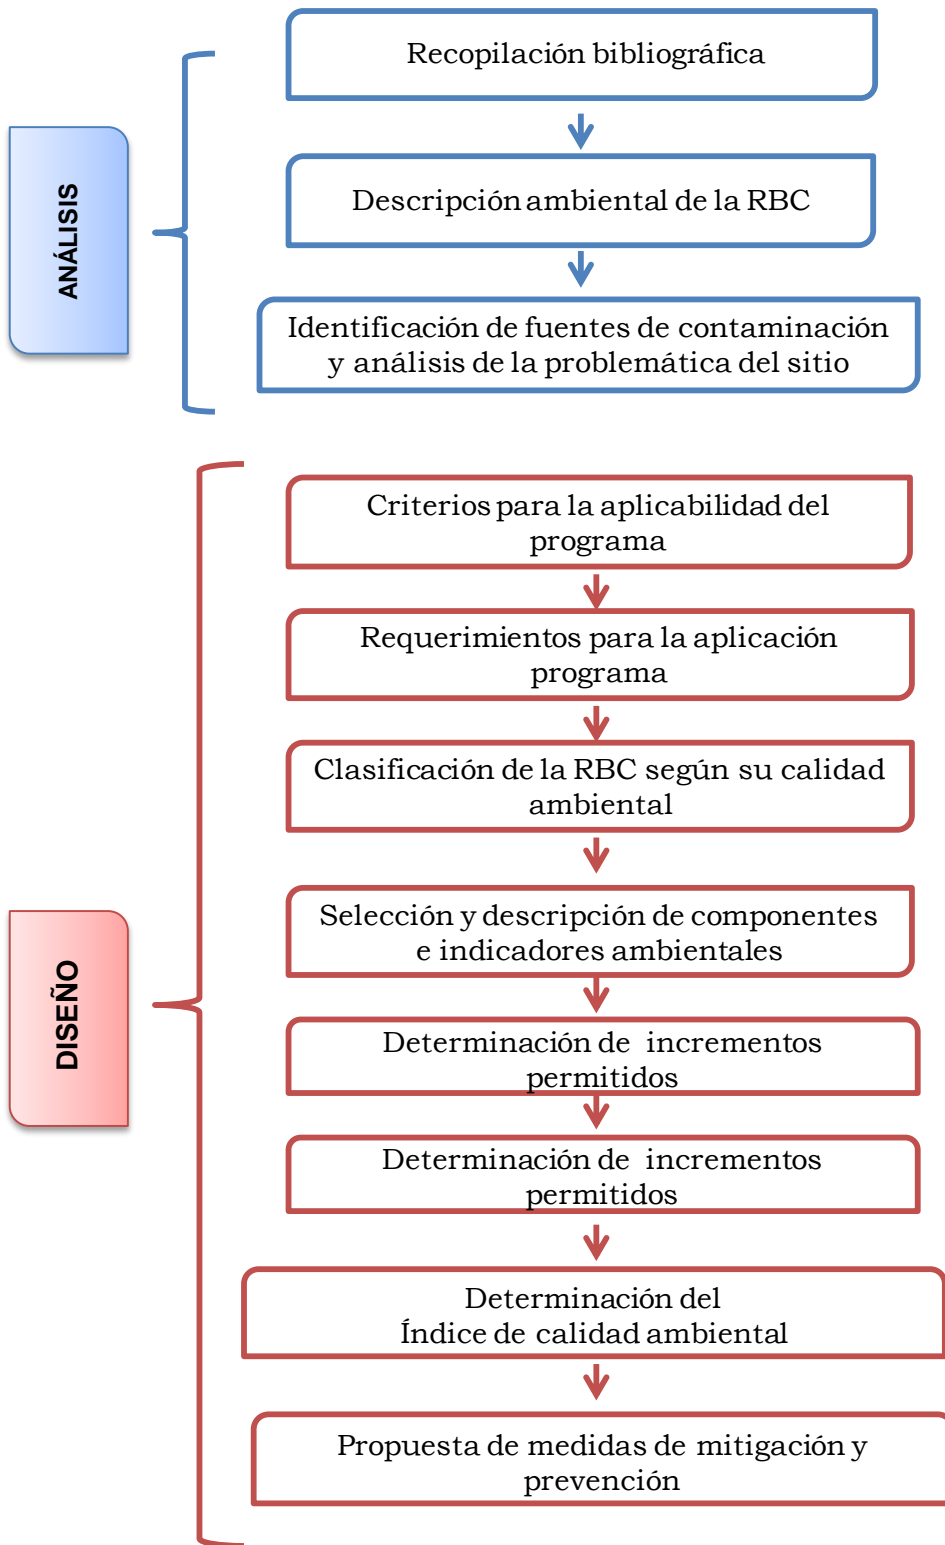 Recopilación bibliográfica
ANÁLISIS
Descripción ambiental de la RBC
Identificación de fuentes de contaminación
y análisis de la problemática del sitio
DISEÑO
Criterios para la aplicabilidad del
programa
Requerimientos para la aplicación
programa
Clasificación de la RBC según su calidad
ambiental
Selección y descripción de componentes
e indicadores ambientales
Determinación de incrementos
permitidos
Determinación de incrementos
permitidos
Determinación del
Índice de calidad ambiental
Propuesta de medidas de mitigación y
prevención